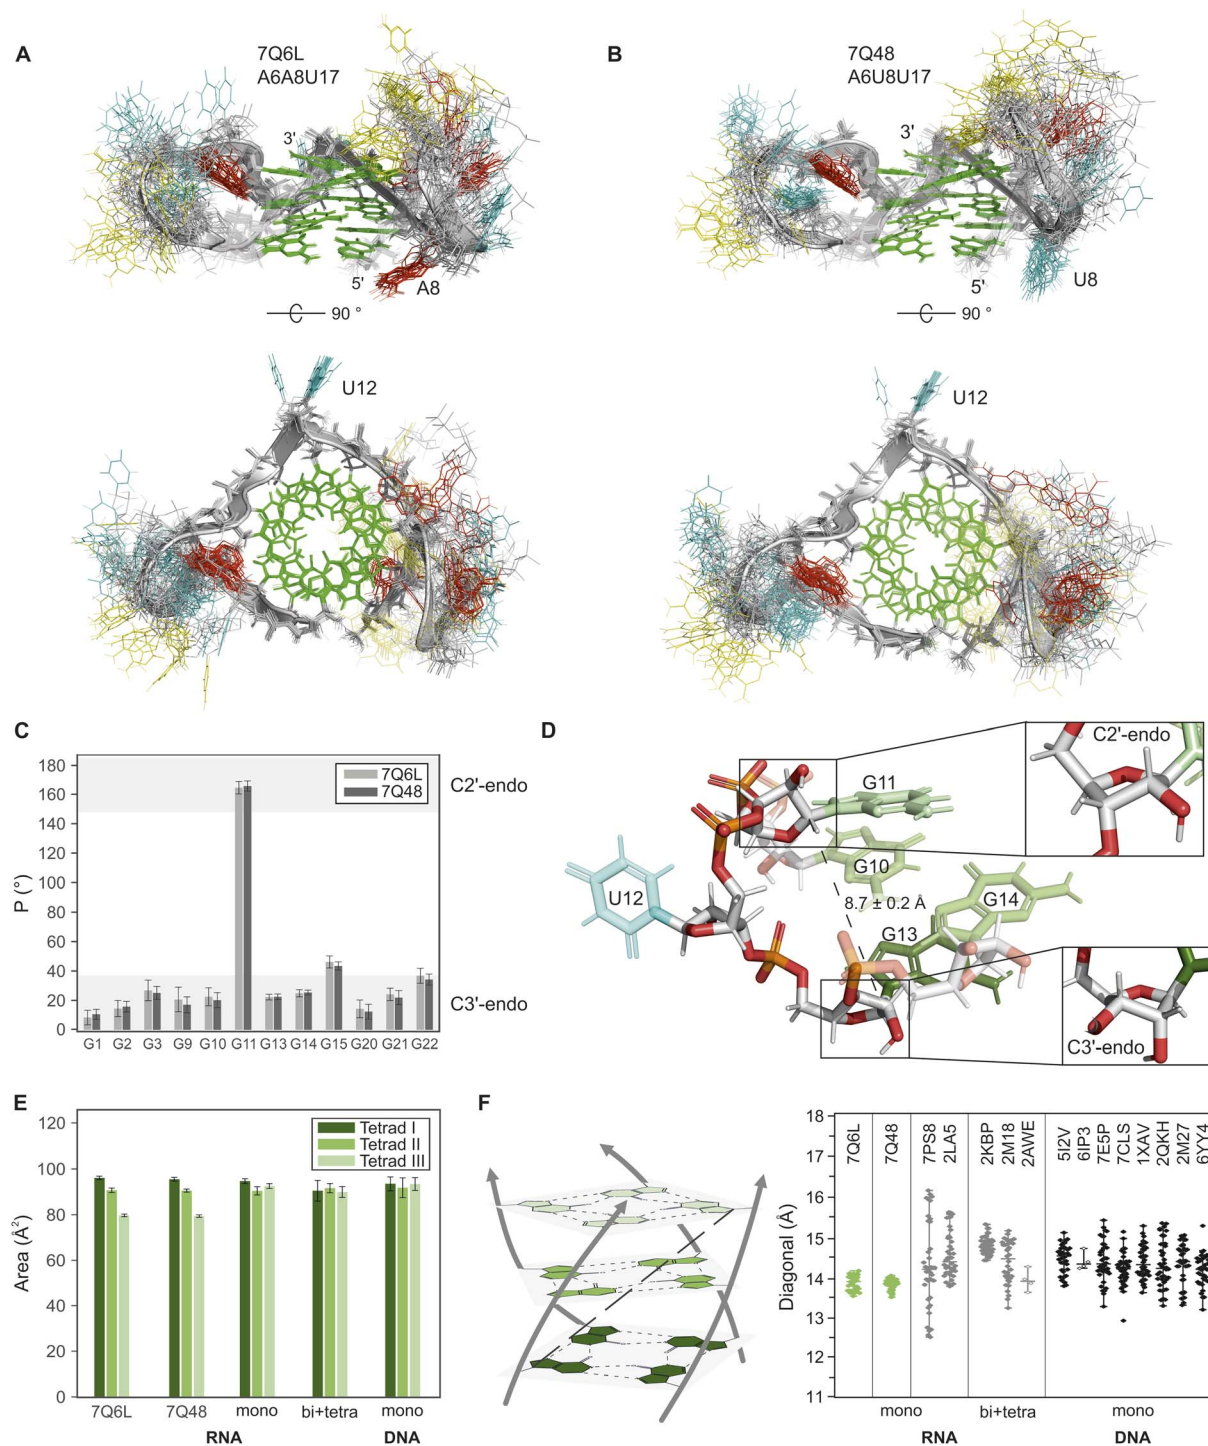 A
7Q6L
A6A8U17
3'
5'
A8
90 °
U12
B
7Q48
A6U8U17
3'
5'
U8
90 °
U12
C
P (°)
180
160
140
120
100
80
60
40
20
0
7Q6L
7Q48
C2'-endo
C3'-endo
G1 G2 G3 G9 G10 G11 G13 G14 G15 G20 G21 G22
D
C2'-endo
G11
G10
U12
8.7 ± 0.2 Å
G14
G13
C3'-endo
E
Area (Å²)
120
100
80
60
40
20
0
Tetrad I
Tetrad II
Tetrad III
7Q6L 7Q48 mono bi+tetra mono
RNA DNA
F
Diagonal (Å)
18
17
16
15
14
13
12
11
7Q6L 7Q48 7PS8 2LA5 2KBP 2M18 2AWE 5I2V 6IP3 7E5P 7CLS 1XAV 2QKH 2M27 6YY4
mono bi+tetra mono
RNA DNA